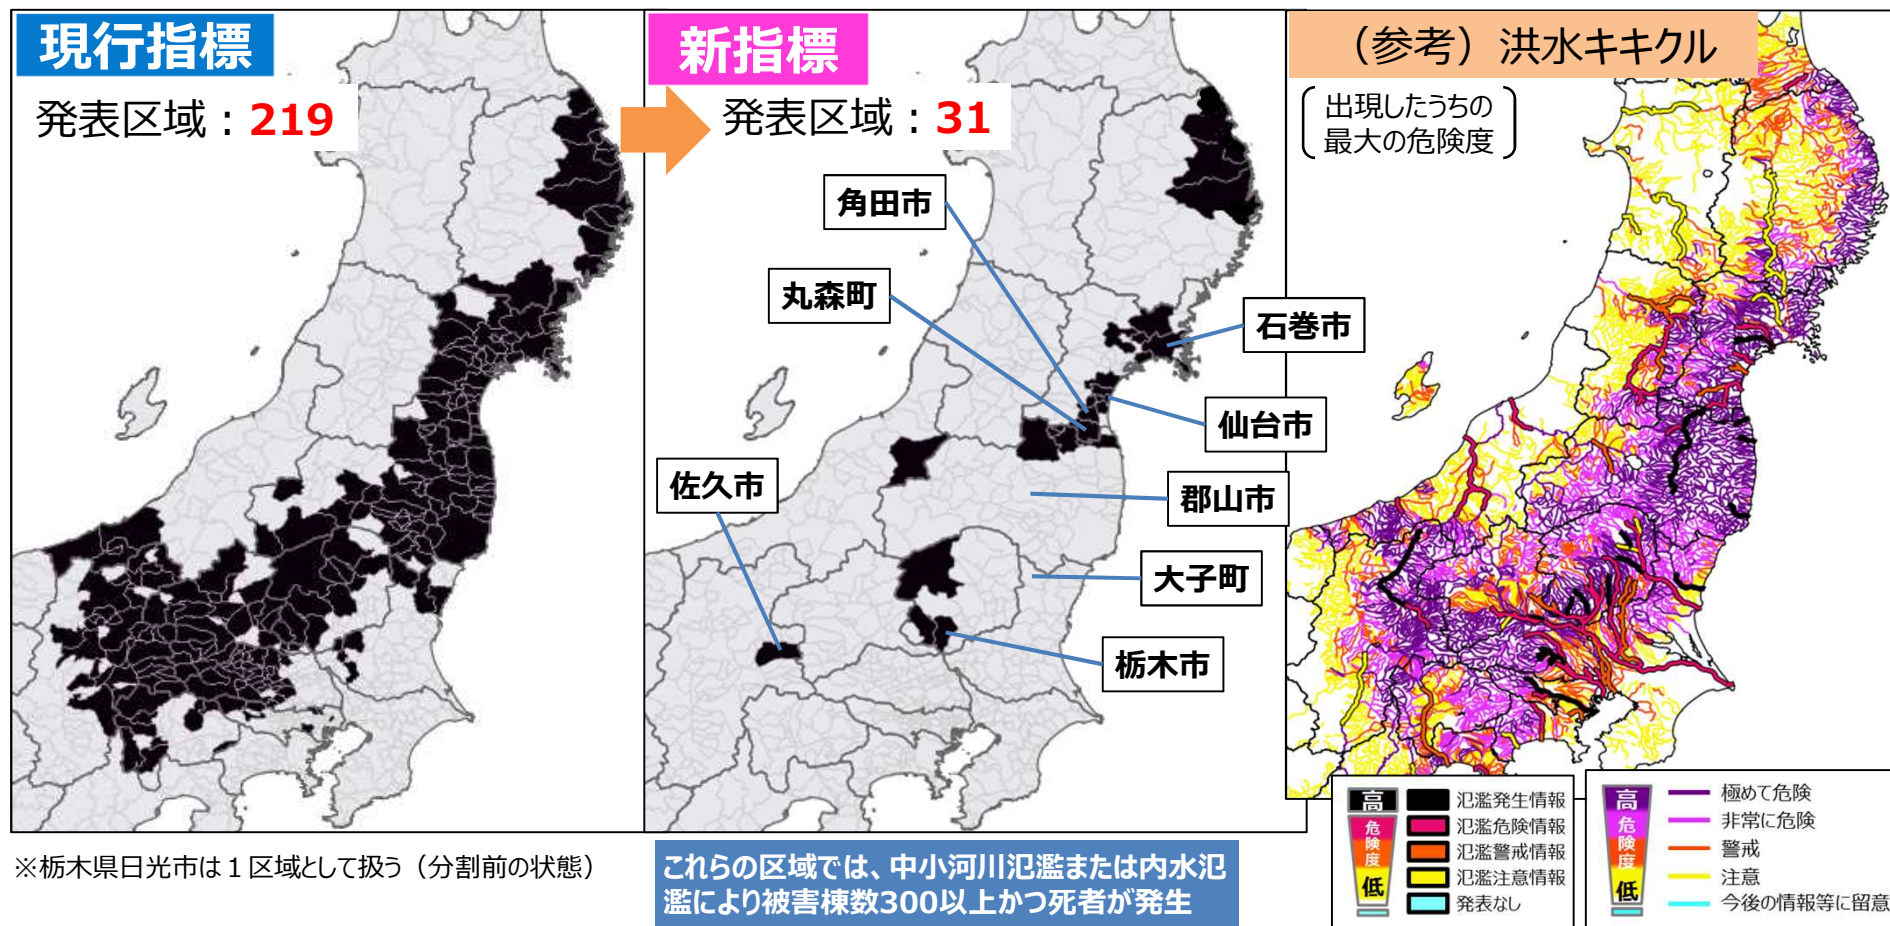 現行指標
発表区域：219
新指標
発表区域：31
（参考）洪水キキクル
出現したうちの
最大の危険度
角田市
丸森町
石巻市
仙台市
佐久市
郡山市
大子町
栃木市
高
危険度
低
氾濫発生情報
氾濫危険情報
氾濫警戒情報
氾濫注意情報
発表なし
高
危険度
低
極めて危険
非常に危険
警戒
注意
今後の情報等に留意
※栃木県日光市は１区域として扱う（分割前の状態）
これらの区域では、中小河川氾濫または内水氾
濫により被害棟数300以上かつ死者が発生